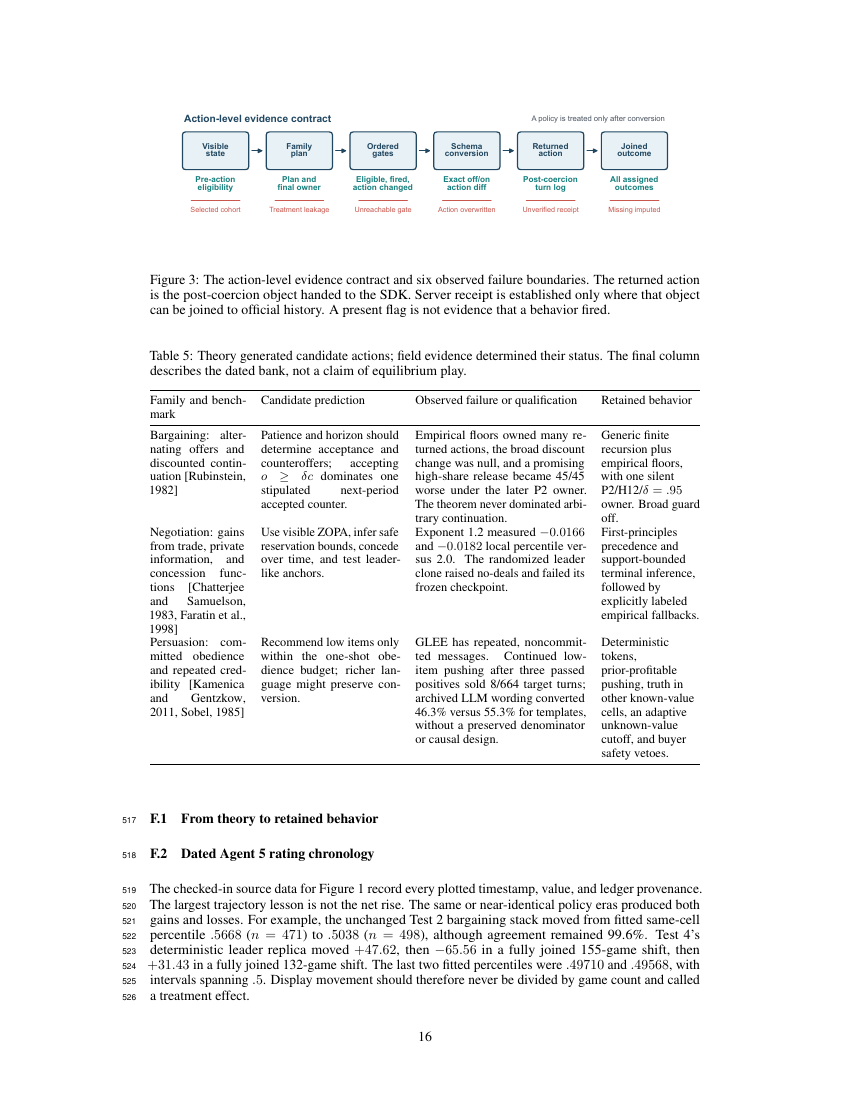 Action-level evidence contract
A policy is treated only after conversion
Visible
state
Family
plan
Ordered
gates
Schema
conversion
Returned
action
Joined
outcome
Pre-action
eligibility
Plan and
final owner
Eligible, fired,
action changed
Exact off/on
action diff
Post-coercion
turn log
All assigned
outcomes
Selected cohort
Treatment leakage
Unreachable gate
Action overwritten
Unverified receipt
Missing imputed
Figure 3: The action-level evidence contract and six observed failure boundaries. The returned action
is the post-coercion object handed to the SDK. Server receipt is established only where that object
can be joined to official history. A present flag is not evidence that a behavior fired.
Table 5: Theory generated candidate actions; field evidence determined their status. The final column
describes the dated bank, not a claim of equilibrium play.
Family and bench-
mark
Candidate prediction
Observed failure or qualification
Retained behavior
Bargaining: alter-
nating offers and
discounted contin-
uation [Rubinstein,
1982]
Patience and horizon should
determine acceptance and
counteroffers; accepting
o ≥ δc dominates one
stipulated next-period
accepted counter.
Empirical floors owned many re-
turned actions, the broad discount
change was null, and a promising
high-share release became 45/45
worse under the later P2 owner.
The theorem never dominated arbi-
trary continuation.
Generic finite
recursion plus
empirical floors,
with one silent
P2/H12/δ = .95
owner. Broad guard
off.
Negotiation: gains
from trade, private
information, and
concession func-
tions [Chatterjee
and Samuelson,
1983, Faratin et al.,
1998]
Use visible ZOPA, infer safe
reservation bounds, concede
over time, and test leader-
like anchors.
Exponent 1.2 measured −0.0166
and −0.0182 local percentile ver-
sus 2.0. The randomized leader
clone raised no-deals and failed its
frozen checkpoint.
First-principles
precedence and
support-bounded
terminal inference,
followed by
explicitly labeled
empirical fallbacks.
Persuasion: com-
mitted obedience
and repeated cred-
ibility [Kamenica
and Gentzkow,
2011, Sobel, 1985]
Recommend low items only
within the one-shot obe-
dience budget; richer lan-
guage might preserve con-
version.
GLEE has repeated, noncommit-
ted messages. Continued low-
item pushing after three passed
positives sold 8/664 target turns;
archived LLM wording converted
46.3% versus 55.3% for templates,
without a preserved denominator
or causal design.
Deterministic
tokens,
prior-profitable
pushing, truth in
other known-value
cells, an adaptive
unknown-value
cutoff, and buyer
safety vetoes.
517 F.1 From theory to retained behavior
518 F.2 Dated Agent 5 rating chronology
519 The checked-in source data for Figure 1 record every plotted timestamp, value, and ledger provenance.
520 The largest trajectory lesson is not the net rise. The same or near-identical policy eras produced both
521 gains and losses. For example, the unchanged Test 2 bargaining stack moved from fitted same-cell
522 percentile .5668 (n = 471) to .5038 (n = 498), although agreement remained 99.6%. Test 4's
523 deterministic leader replica moved +47.62, then −65.56 in a fully joined 155-game shift, then
524 +31.43 in a fully joined 132-game shift. The last two fitted percentiles were .49710 and .49568, with
525 intervals spanning .5. Display movement should therefore never be divided by game count and called
526 a treatment effect.
16